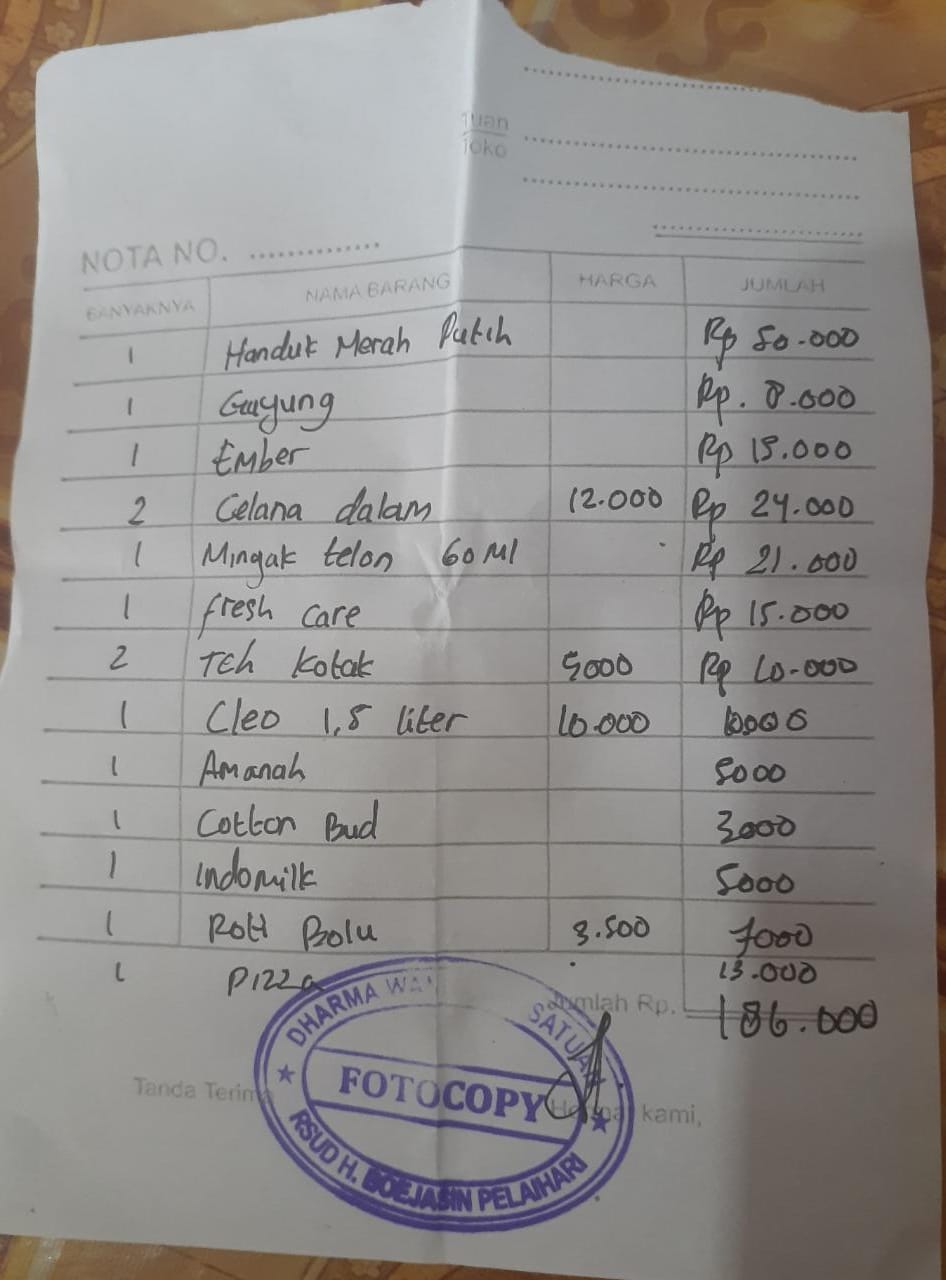 Tuan
Toko
NOTA NO. ...............
BANYAKNYA NAMA BARANG HARGA JUMLAH
1 Handuk Merah Putih Rp 50.000
1 Gayung Rp. 8.000
1 Ember Rp 15.000
2 Celana dalam 12.000 Rp 24.000
1 Mingak telon 60 Ml Rp 21.000
1 fresh care Rp 15.000
2 TEh Kotak 5000 Rp 10.000
1 Cleo 1,5 liter 10.000 10000
1 Amanah 5000
1 Cotton Bud 3000
1 Indomilk 5000
1 Roti Bolu 3.500 7000
1 Pizza 13.000
Jumlah Rp. 186.000
DHARMA SATUAN
FOTOCOPY
RSUD H. BOEJASIN PELAIHARI
Tanda Terima kami,